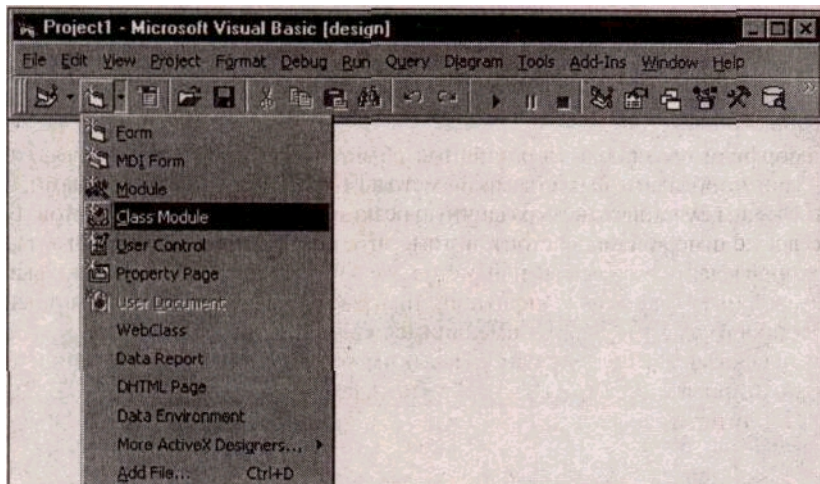 Project1 - Microsoft Visual Basic [design]
File Edit View Project Format Debug Run Query Diagram Tools Add-Ins Window Help
Form
MDI Form
Module
Class Module
User Control
Property Page
User Document
WebClass
Data Report
DHTML Page
Data Environment
More ActiveX Designers...
Add File... Ctrl+D